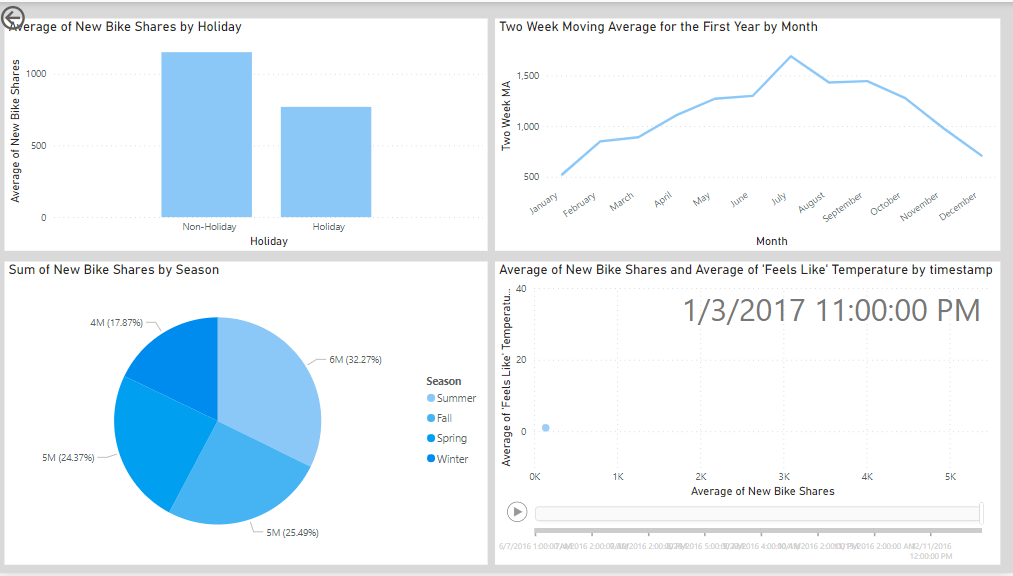 Average of New Bike Shares by Holiday
Average of New Bike Shares
1000
500
0
Non-Holiday
Holiday
Holiday
Two Week Moving Average for the First Year by Month
Two Week MA
1,500
1,000
500
January
February
March
April
May
June
July
August
September
October
November
December
Month
Sum of New Bike Shares by Season
4M (17.87%)
6M (32.27%)
5M (24.37%)
5M (25.49%)
Season
Summer
Fall
Spring
Winter
Average of New Bike Shares and Average of 'Feels Like' Temperature by timestamp
Average of 'Feels Like' Temperatu...
1/3/2017 11:00:00 PM
40
20
0
0K
1K
2K
3K
4K
5K
Average of New Bike Shares
6/7/2016 1:00:00
12/11/2016
12:00:00 PM